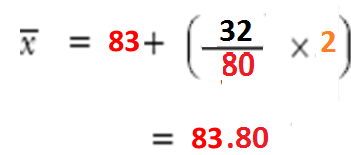 x̅ = 83 + (32/80 × 2)
= 83.80